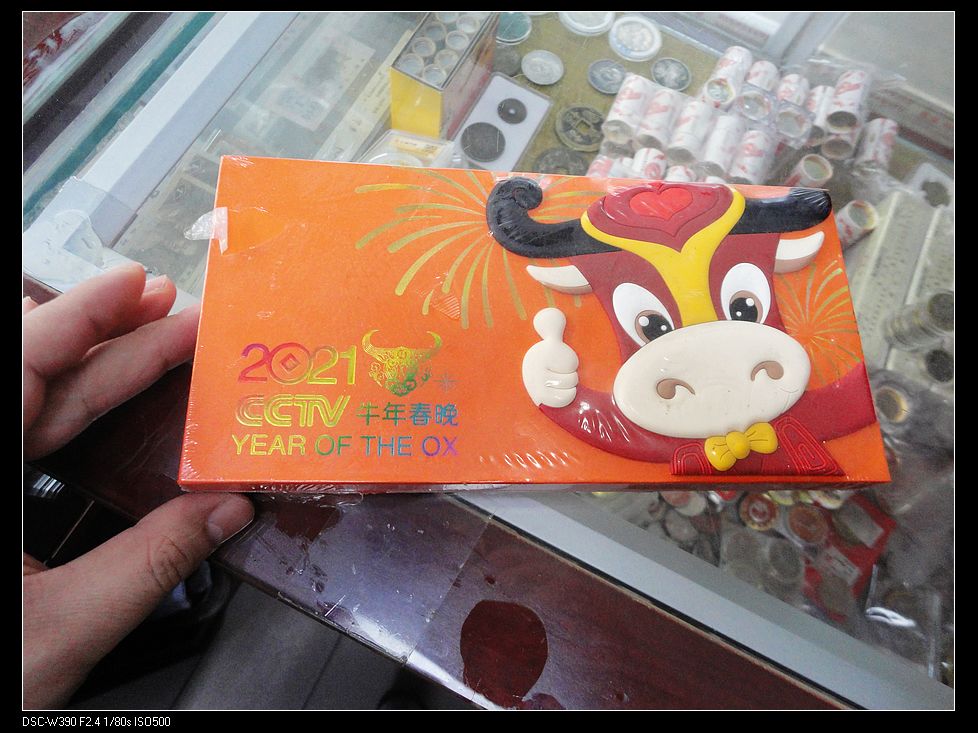 2021
CCTV 牛年春晚
YEAR OF THE OX
DSC-W390 F2.4 1/80s ISO500